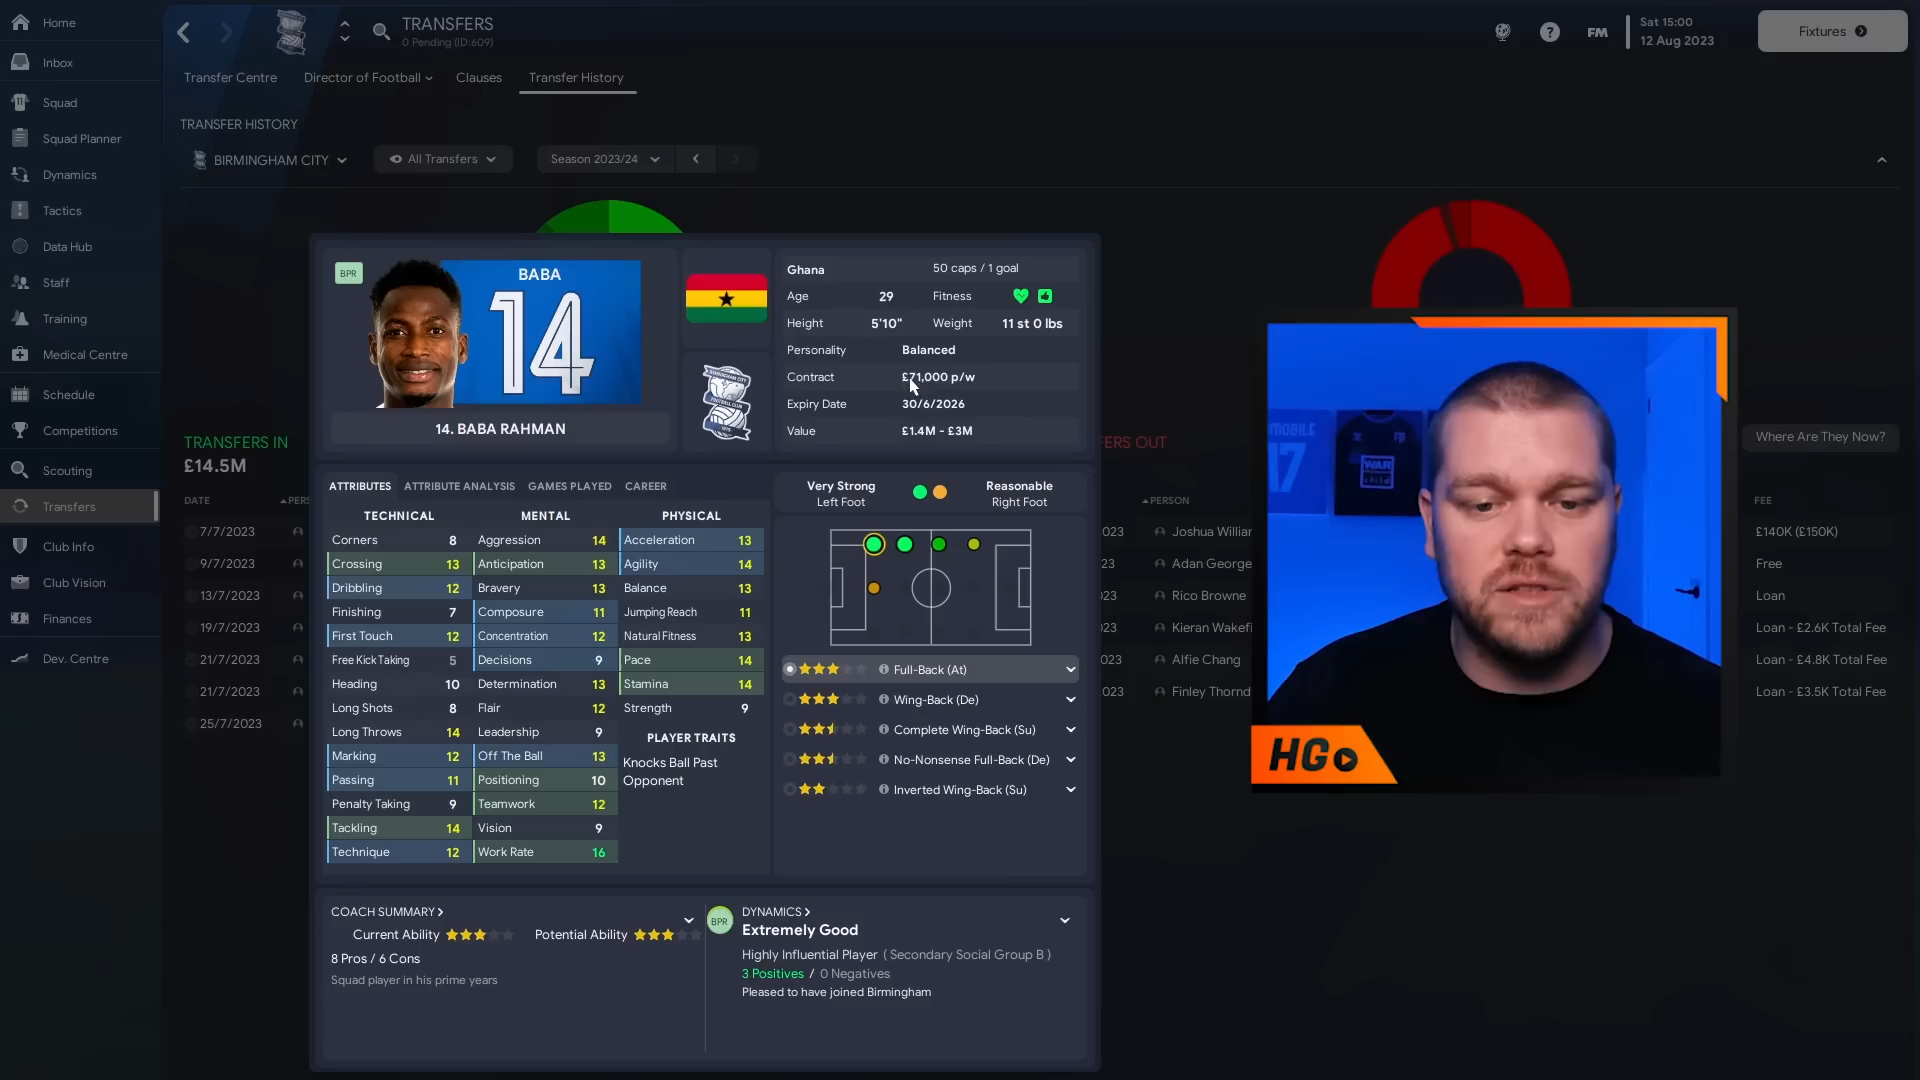 Home
Inbox
Squad
Squad Planner
Dynamics
Tactics
Data Hub
Staff
Training
Medical Centre
Schedule
Competitions
Scouting
Transfers
Club Info
Club Vision
Finances
Dev. Centre
TRANSFERS
0 Pending (ID:609)
FM
Sat 15:00
12 Aug 2023
Fixtures
Transfer Centre
Director of Football
Clauses
Transfer History
TRANSFER HISTORY
BIRMINGHAM CITY
All Transfers
Season 2023/24
TRANSFERS IN
£14.5M
DATE
PERS
7/7/2023
9/7/2023
13/7/2023
19/7/2023
21/7/2023
21/7/2023
25/7/2023
BPR
BABA
14
14. BABA RAHMAN
Ghana 50 caps / 1 goal
Age 29 Fitness
Height 5'10" Weight 11 st 0 lbs
Personality Balanced
Contract £71,000 p/w
Expiry Date 30/6/2026
Value £1.4M - £3M
ATTRIBUTES ATTRIBUTE ANALYSIS GAMES PLAYED CAREER
TECHNICAL
Corners 8
Crossing 13
Dribbling 12
Finishing 7
First Touch 12
Free Kick Taking 5
Heading 10
Long Shots 8
Long Throws 14
Marking 12
Passing 11
Penalty Taking 9
Tackling 14
Technique 12
MENTAL
Aggression 14
Anticipation 13
Bravery 13
Composure 11
Concentration 12
Decisions 9
Determination 13
Flair 12
Leadership 9
Off The Ball 13
Positioning 10
Teamwork 12
Vision 9
Work Rate 16
PHYSICAL
Acceleration 13
Agility 14
Balance 13
Jumping Reach 11
Natural Fitness 13
Pace 14
Stamina 14
Strength 9
PLAYER TRAITS
Knocks Ball Past
Opponent
Very Strong
Left Foot
Reasonable
Right Foot
Full-Back (At)
Wing-Back (De)
Complete Wing-Back (Su)
No-Nonsense Full-Back (De)
Inverted Wing-Back (Su)
COACH SUMMARY
Current Ability Potential Ability
8 Pros / 6 Cons
Squad player in his prime years
BPR
DYNAMICS
Extremely Good
Highly Influential Player ( Secondary Social Group B )
3 Positives / 0 Negatives
Pleased to have joined Birmingham
FERS OUT
Where Are They Now?
PERSON
FEE
023 Joshua Williar £140K (£150K)
23 Adan George Free
023 Rico Browne Loan
023 Kieran Wakefi Loan - £2.6K Total Fee
023 Alfie Chang Loan - £4.8K Total Fee
023 Finley Thornd Loan - £3.5K Total Fee
MOBILE
17
WAR
HG